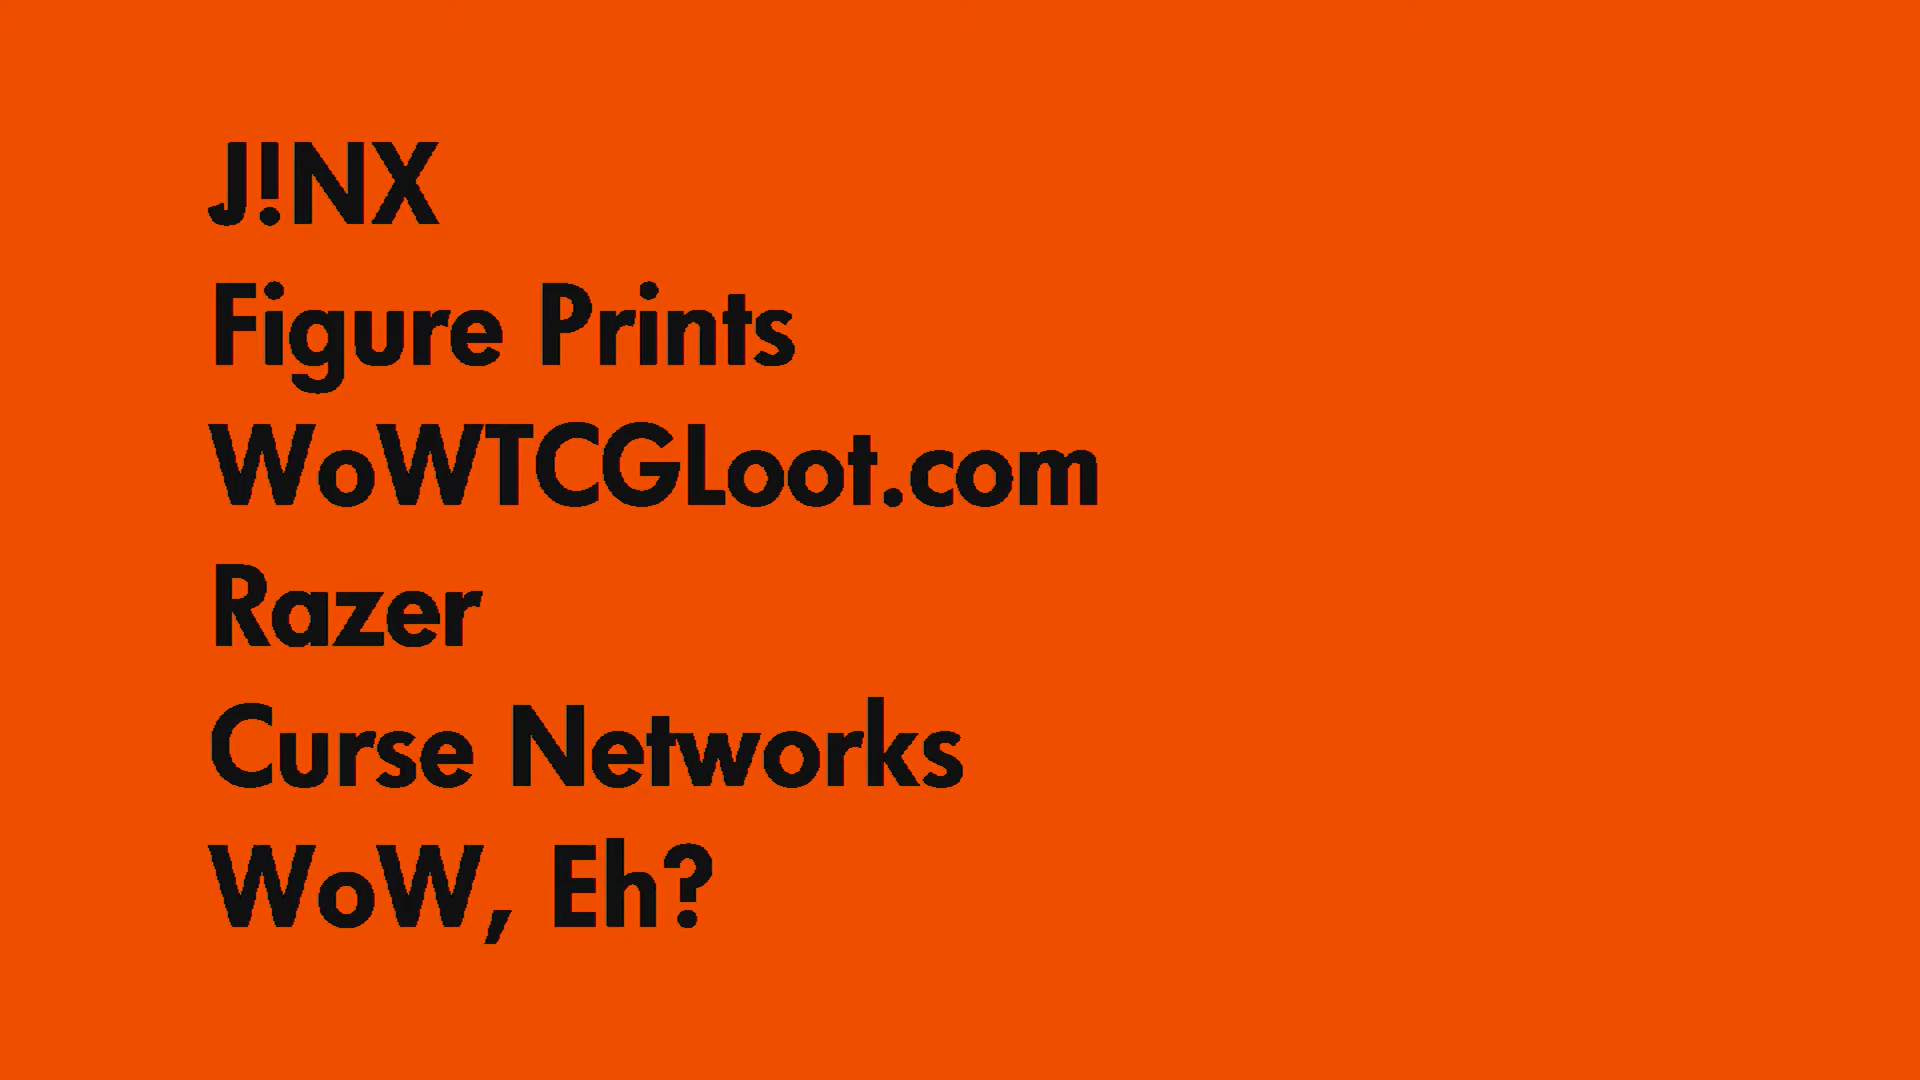 J!NX
Figure Prints
WoWTCGLoot.com
Razer
Curse Networks
WoW, Eh?